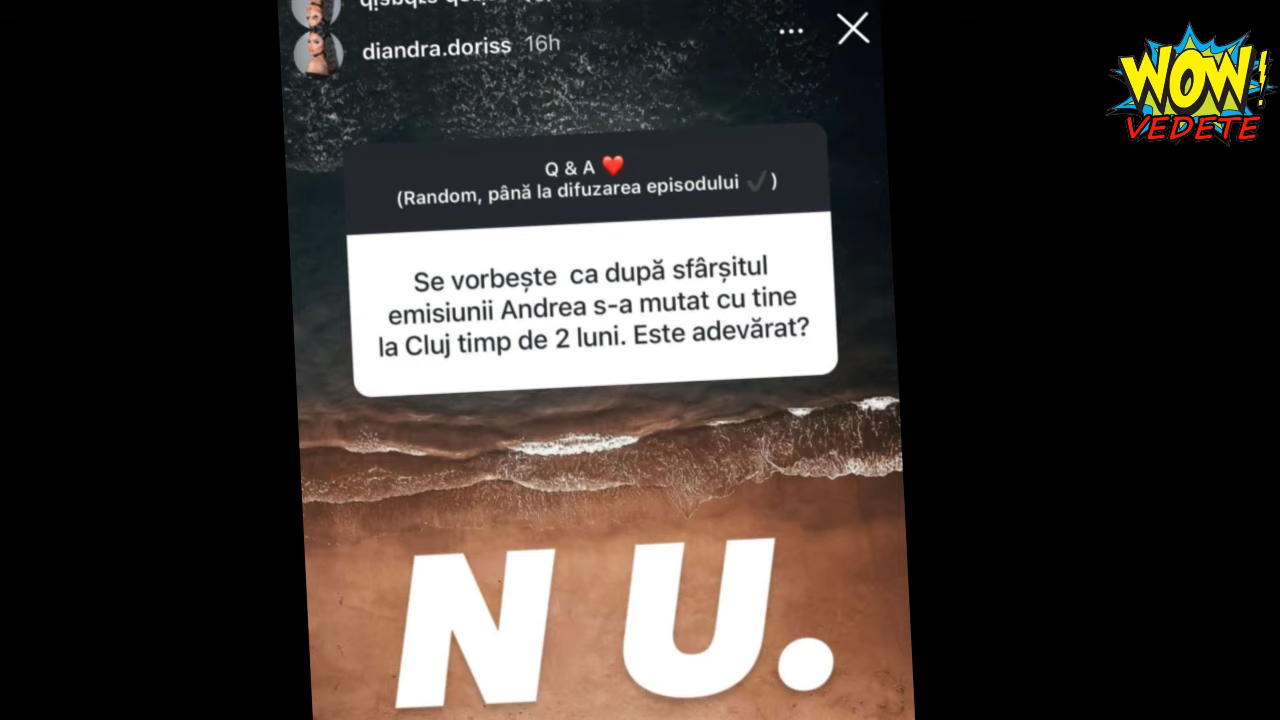 diandra.doriss 16h
WOW!
VEDETE
Q & A ❤️
(Random, până la difuzarea episodului ✔️)
Se vorbește ca după sfârșitul
emisiunii Andrea s-a mutat cu tine
la Cluj timp de 2 luni. Este adevărat?
NU.